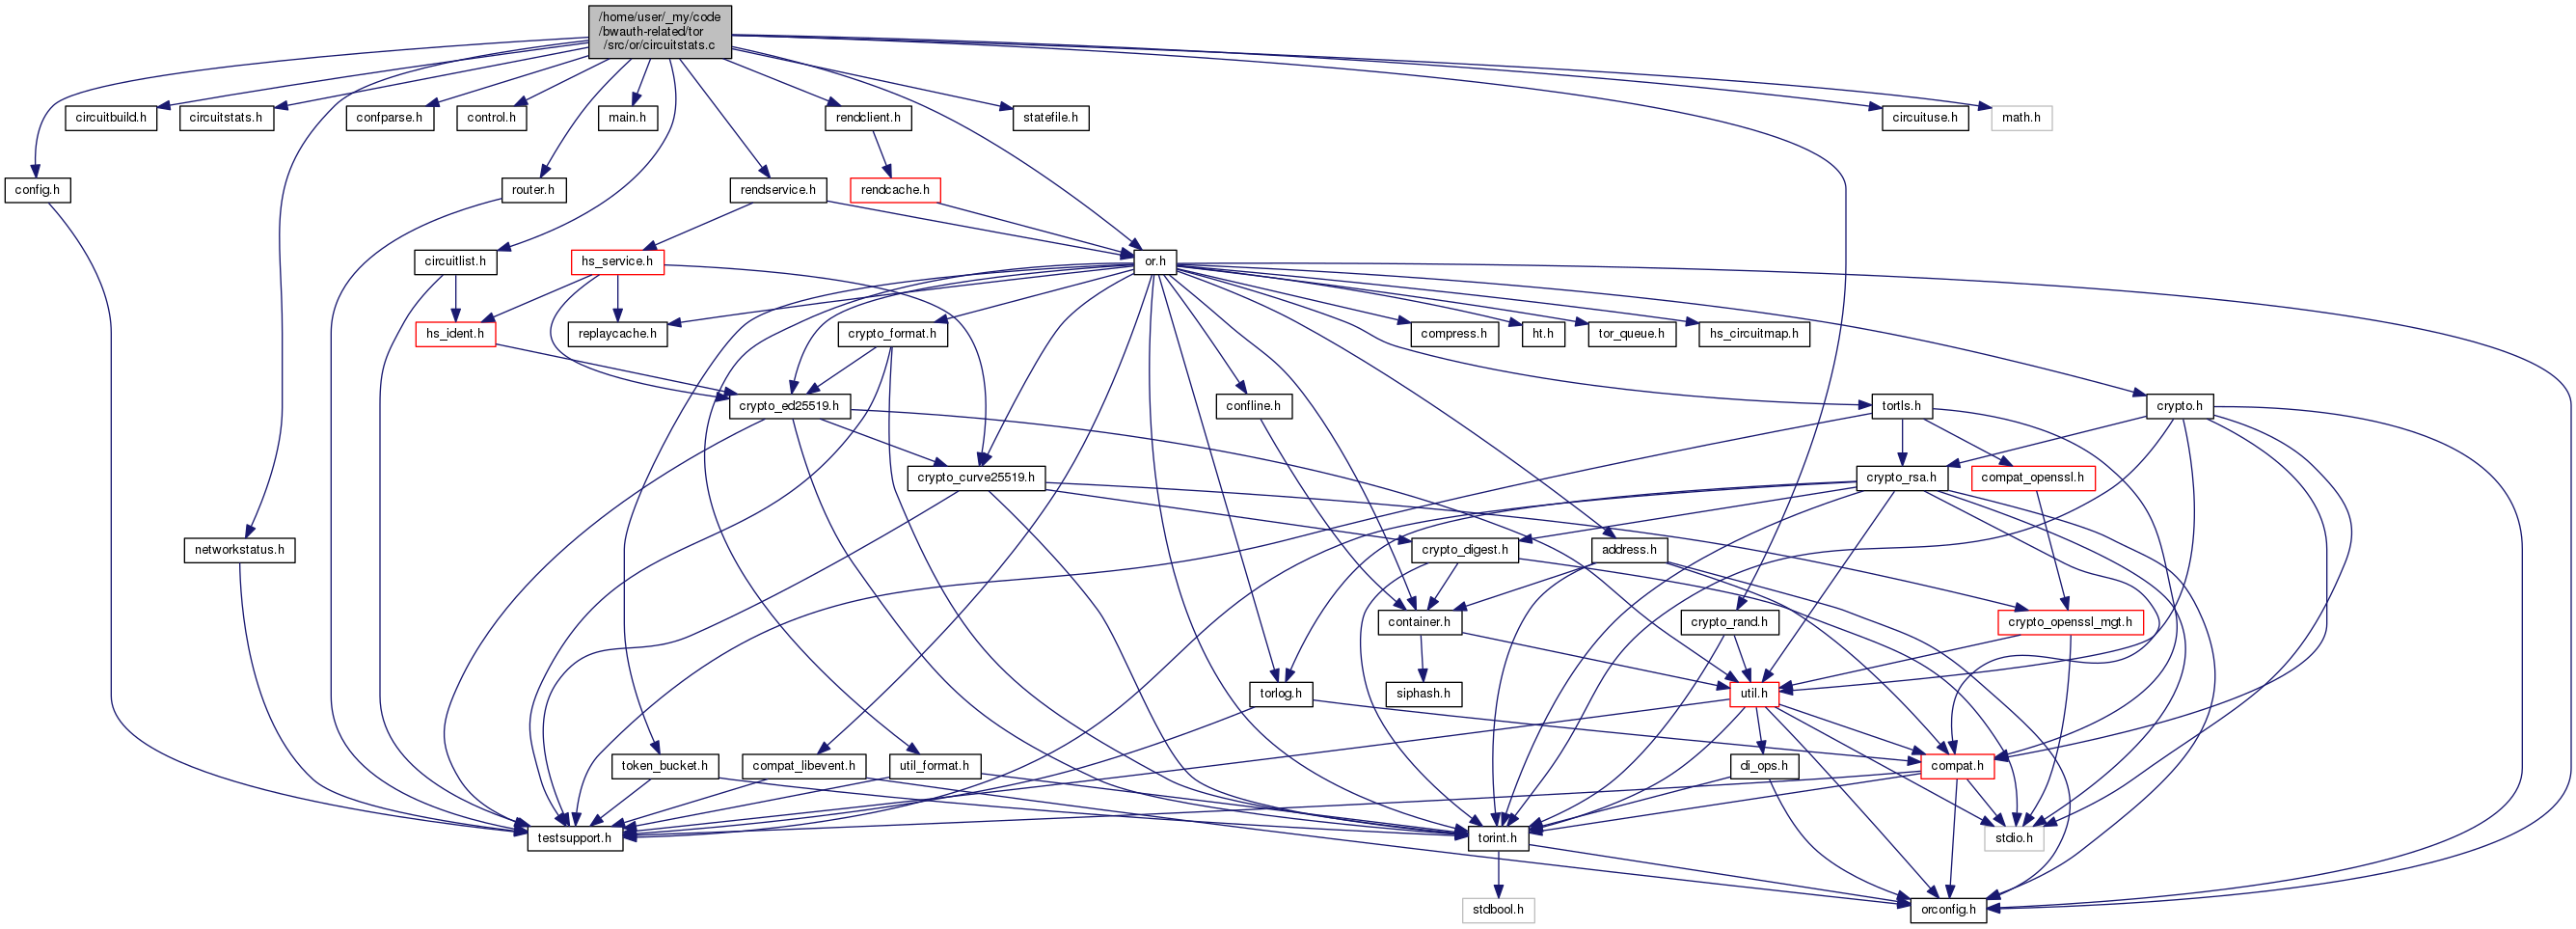 /home/user/_my/code
/bwauth-related/tor
/src/or/circuitstats.c
circuitbuild.h
circuitstats.h
confparse.h
control.h
main.h
rendclient.h
statefile.h
circuituse.h
math.h
config.h
router.h
rendservice.h
rendcache.h
circuitlist.h
hs_service.h
or.h
hs_ident.h
replaycache.h
crypto_format.h
compress.h
ht.h
tor_queue.h
hs_circuitmap.h
crypto_ed25519.h
confline.h
tortls.h
crypto.h
crypto_curve25519.h
crypto_rsa.h
compat_openssl.h
networkstatus.h
crypto_digest.h
address.h
container.h
crypto_rand.h
crypto_openssl_mgt.h
torlog.h
siphash.h
util.h
token_bucket.h
compat_libevent.h
util_format.h
di_ops.h
compat.h
testsupport.h
torint.h
stdio.h
stdbool.h
orconfig.h